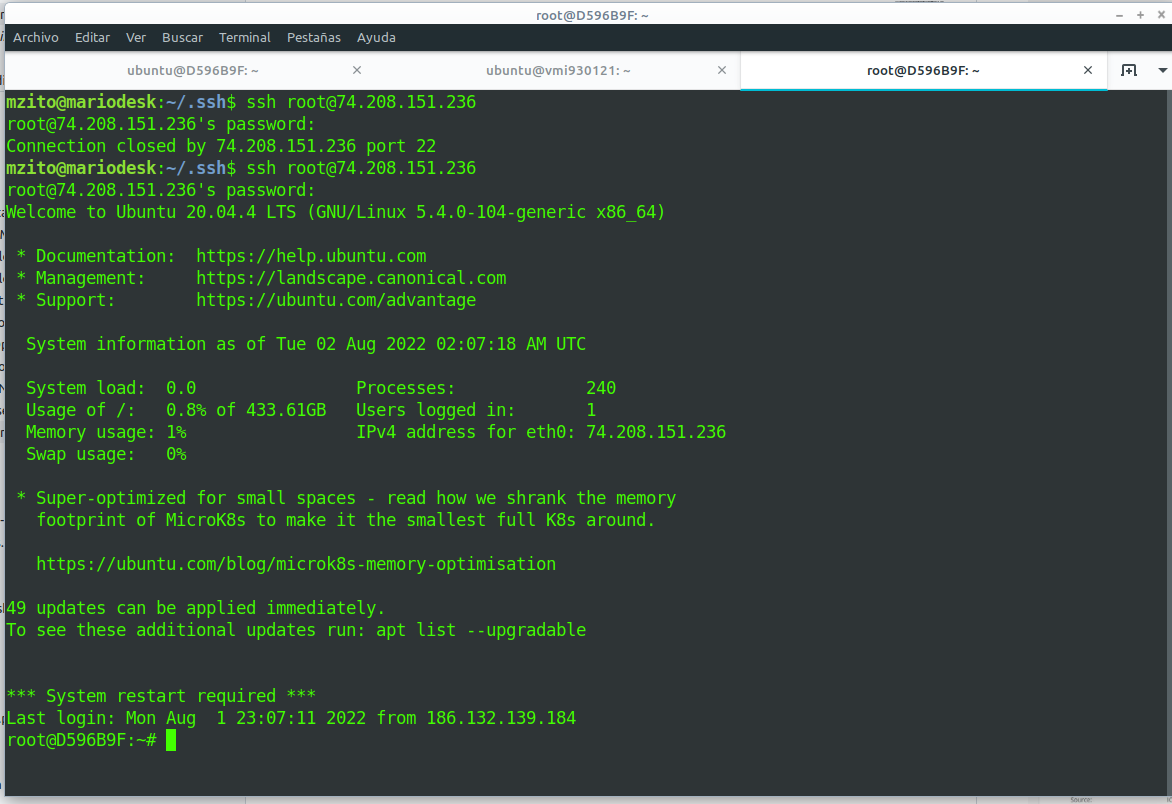 root@D596B9F: ~
Archivo Editar Ver Buscar Terminal Pestañas Ayuda
ubuntu@D596B9F: ~ ubuntu@vmi930121: ~ root@D596B9F: ~
mzito@mariodesk:~/.ssh$ ssh root@74.208.151.236
root@74.208.151.236's password:
Connection closed by 74.208.151.236 port 22
mzito@mariodesk:~/.ssh$ ssh root@74.208.151.236
root@74.208.151.236's password:
Welcome to Ubuntu 20.04.4 LTS (GNU/Linux 5.4.0-104-generic x86_64)
* Documentation: https://help.ubuntu.com
* Management: https://landscape.canonical.com
* Support: https://ubuntu.com/advantage
System information as of Tue 02 Aug 2022 02:07:18 AM UTC
System load: 0.0 Processes: 240
Usage of /: 0.8% of 433.61GB Users logged in: 1
Memory usage: 1% IPv4 address for eth0: 74.208.151.236
Swap usage: 0%
* Super-optimized for small spaces - read how we shrank the memory
footprint of MicroK8s to make it the smallest full K8s around.
https://ubuntu.com/blog/microk8s-memory-optimisation
49 updates can be applied immediately.
To see these additional updates run: apt list --upgradable
*** System restart required ***
Last login: Mon Aug  1 23:07:11 2022 from 186.132.139.184
root@D596B9F:~#